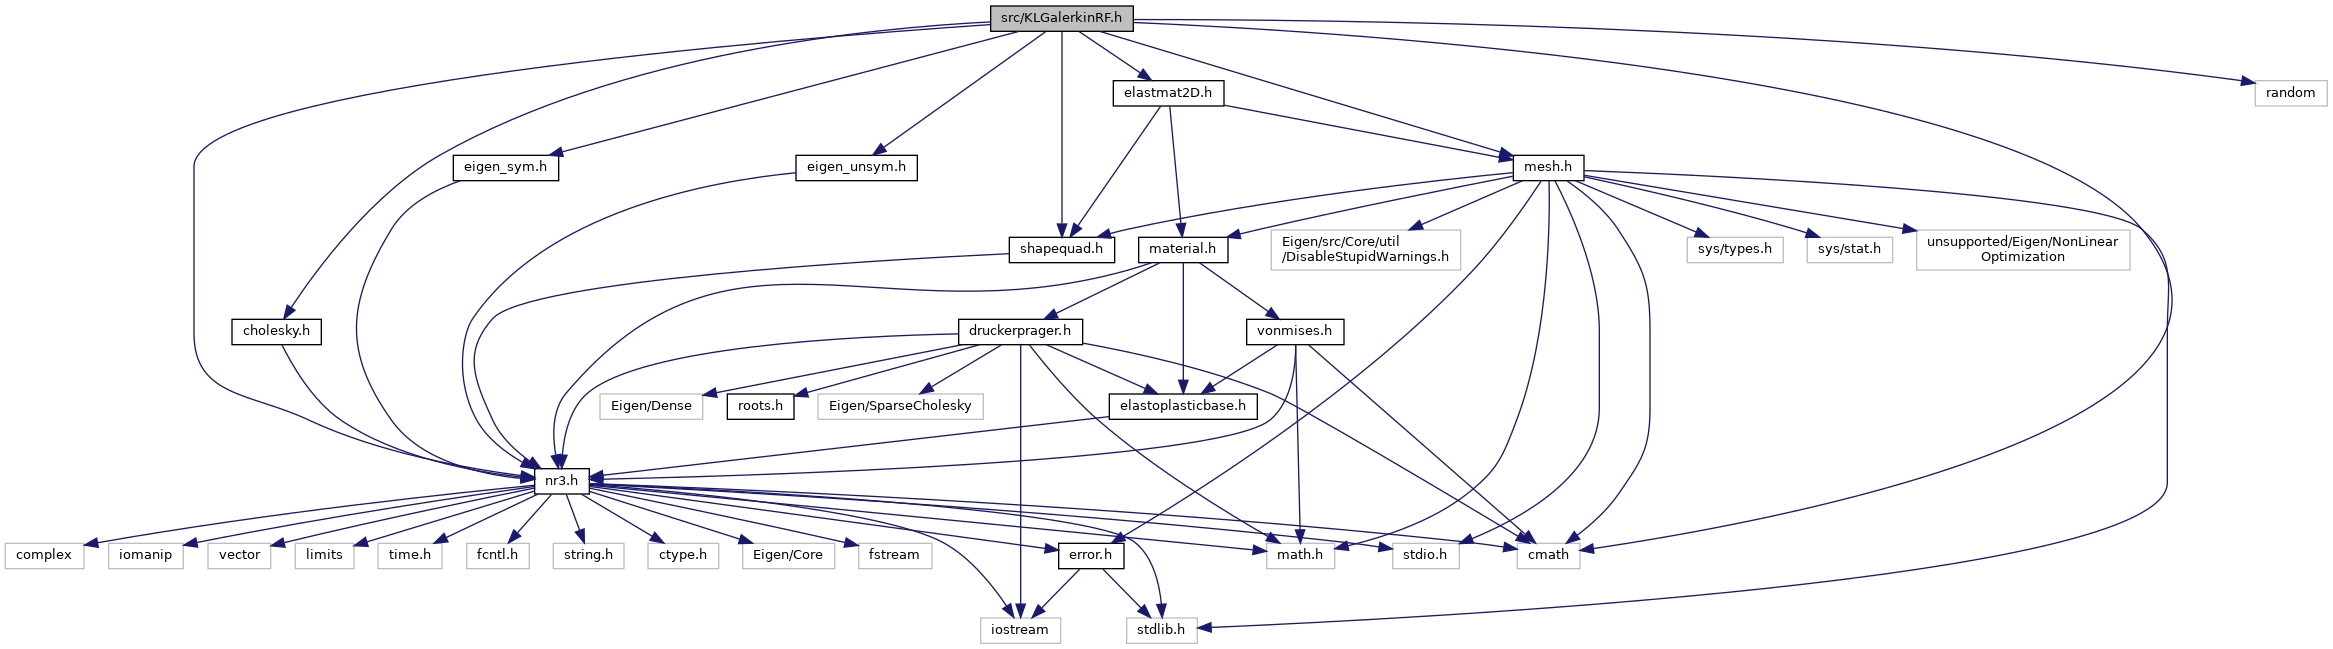 src/KLGalerkinRF.h
elastmat2D.h
random
eigen_sym.h
eigen_unsym.h
mesh.h
shapequad.h
material.h
Eigen/src/Core/util
/DisableStupidWarnings.h
sys/types.h
sys/stat.h
unsupported/Eigen/NonLinear
Optimization
cholesky.h
druckerprager.h
vonmises.h
Eigen/Dense
roots.h
Eigen/SparseCholesky
elastoplasticbase.h
nr3.h
complex
iomanip
vector
limits
time.h
fcntl.h
string.h
ctype.h
Eigen/Core
fstream
error.h
math.h
stdio.h
cmath
iostream
stdlib.h